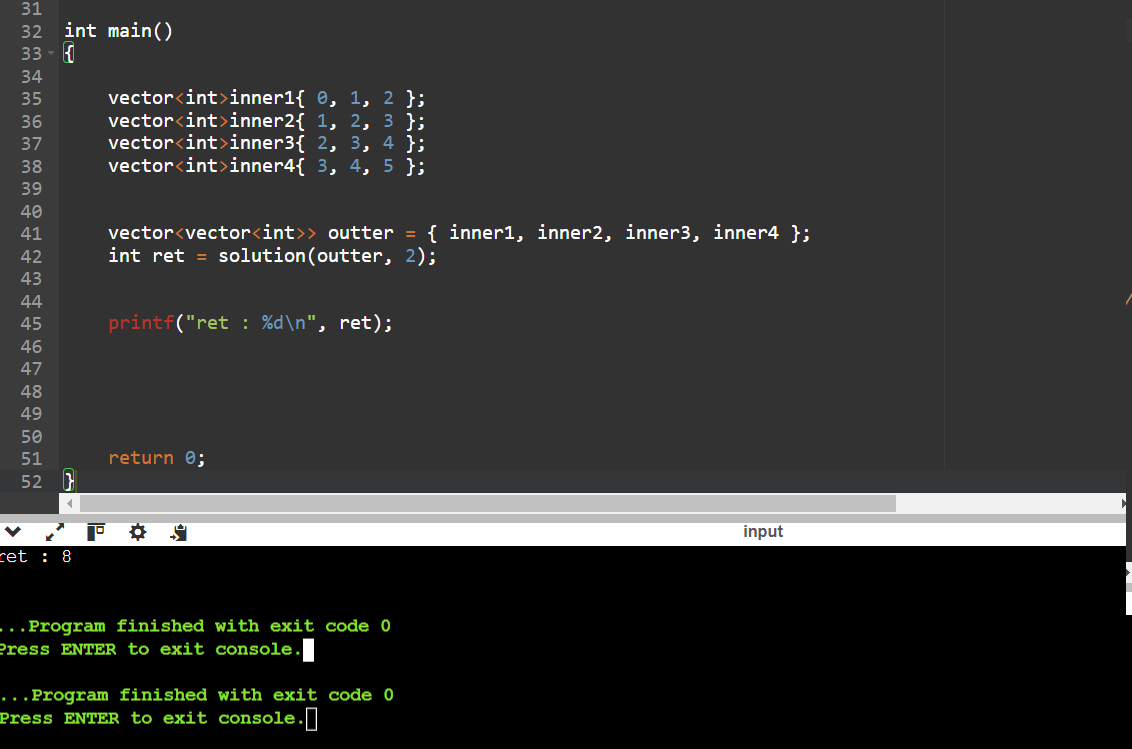 31
32 int main()
33 {
34
35 vector<int>inner1{ 0, 1, 2 };
36 vector<int>inner2{ 1, 2, 3 };
37 vector<int>inner3{ 2, 3, 4 };
38 vector<int>inner4{ 3, 4, 5 };
39
40
41 vector<vector<int>> outter = { inner1, inner2, inner3, inner4 };
42 int ret = solution(outter, 2);
43
44
45 printf("ret : %d\n", ret);
46
47
48
49
50
51 return 0;
52 }
input
ret : 8
...Program finished with exit code 0
Press ENTER to exit console.
...Program finished with exit code 0
Press ENTER to exit console.